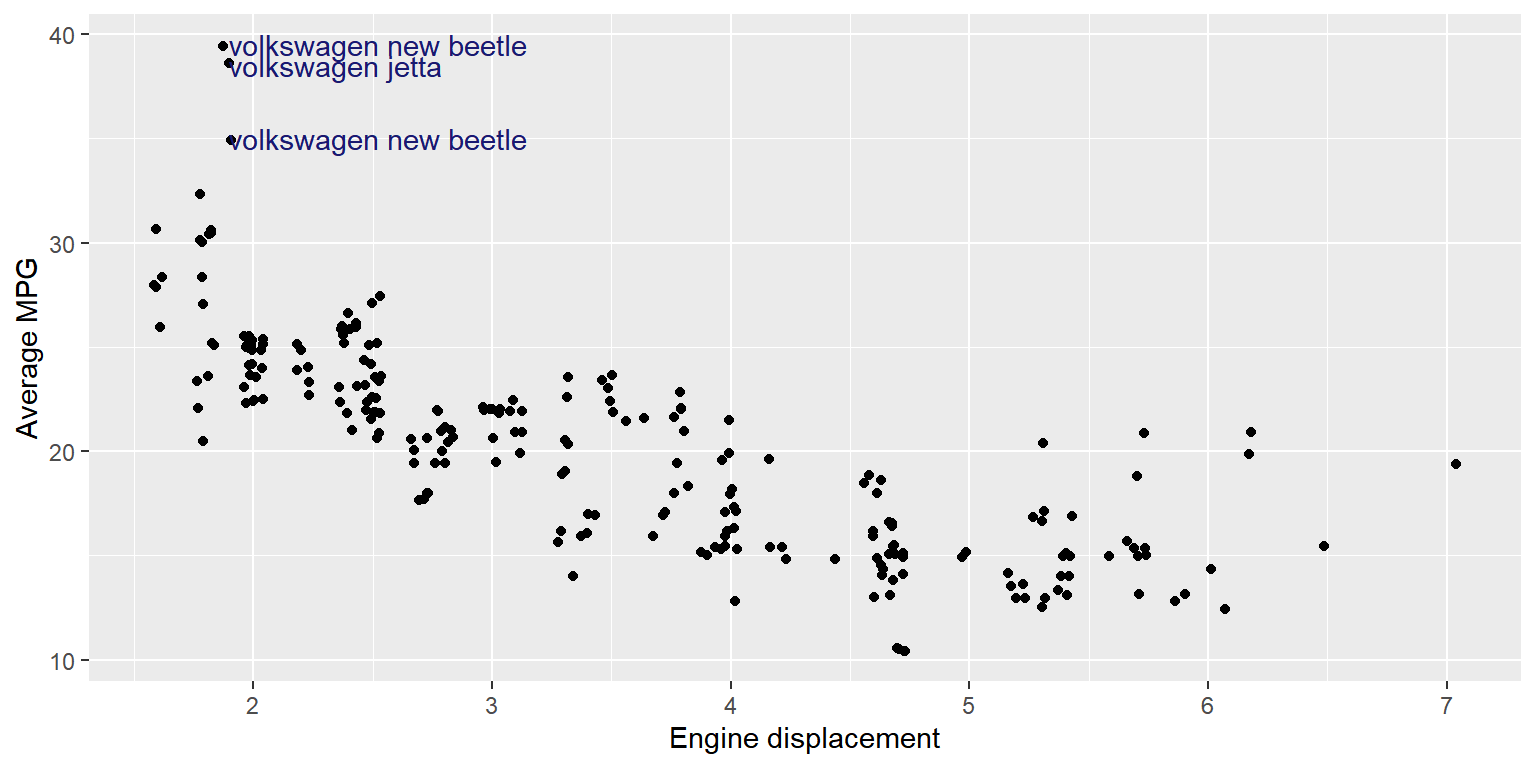 40
volkswagen new beetle
volkswagen jetta
volkswagen new beetle
30
Average MPG
20
10
2 3 4 5 6 7
Engine displacement